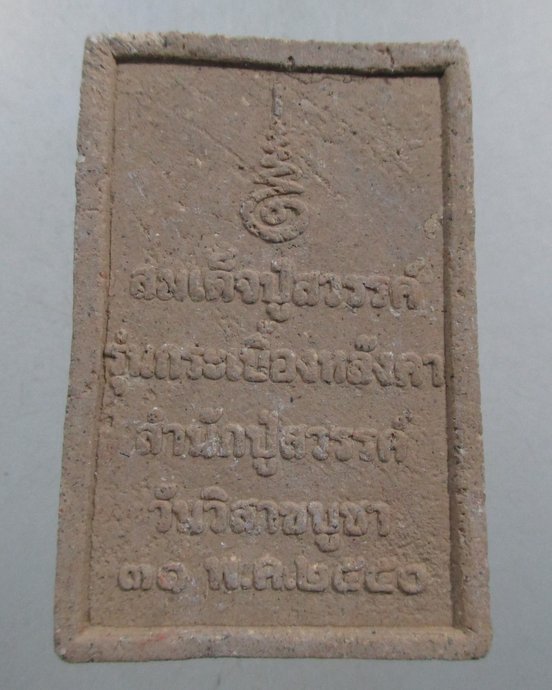 สมเด็จปู่สวรรค์
รุ่นกระเบื้องหลังคา
สำนักปู่สวรรค์
วันวิสาขบูชา
๓๐ พ.ค.๒๕๔๐